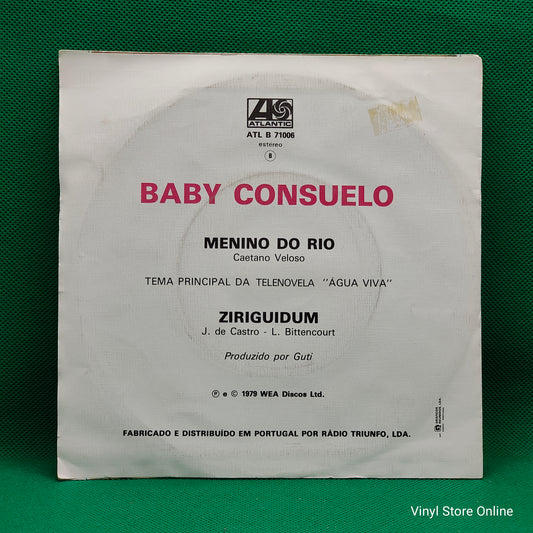 ATLANTIC
ATL B 71006
estereo
B
BABY CONSUELO
MENINO DO RIO
Caetano Veloso
TEMA PRINCIPAL DA TELENOVELA "ÁGUA VIVA"
ZIRIGUIDUM
J. de Castro - L. Bittencourt
Produzido por Guti
Ⓟ e © 1979 WEA Discos Ltd.
FABRICADO E DISTRIBUÍDO EM PORTUGAL POR RÁDIO TRIUNFO, LDA.
Vinyl Store Online